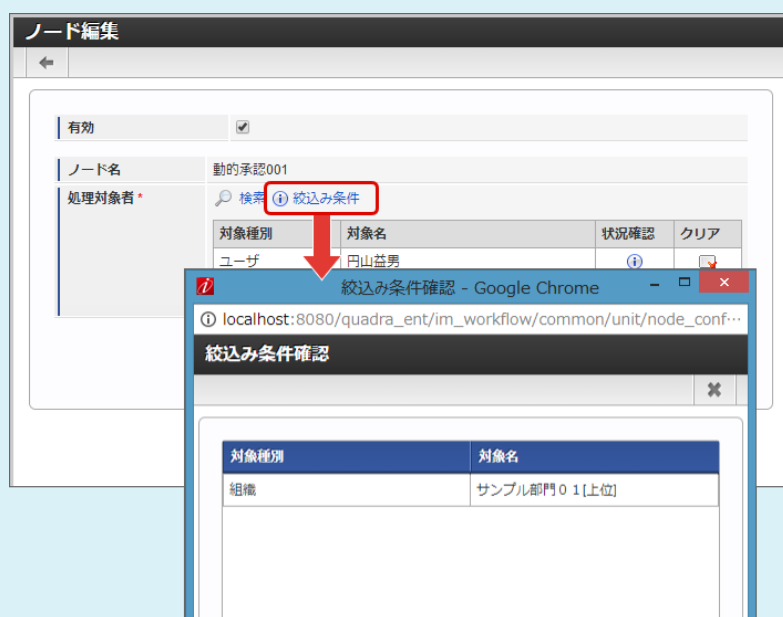 ノード編集
有効
ノード名 動的承認001
処理対象者* 検索 絞込み条件
対象種別 対象名 状況確認 クリア
ユーザ 円山益男
絞込み条件確認 - Google Chrome
localhost:8080/quadra_ent/im_workflow/common/unit/node_conf…
絞込み条件確認
対象種別 対象名
組織 サンプル部門01[上位]